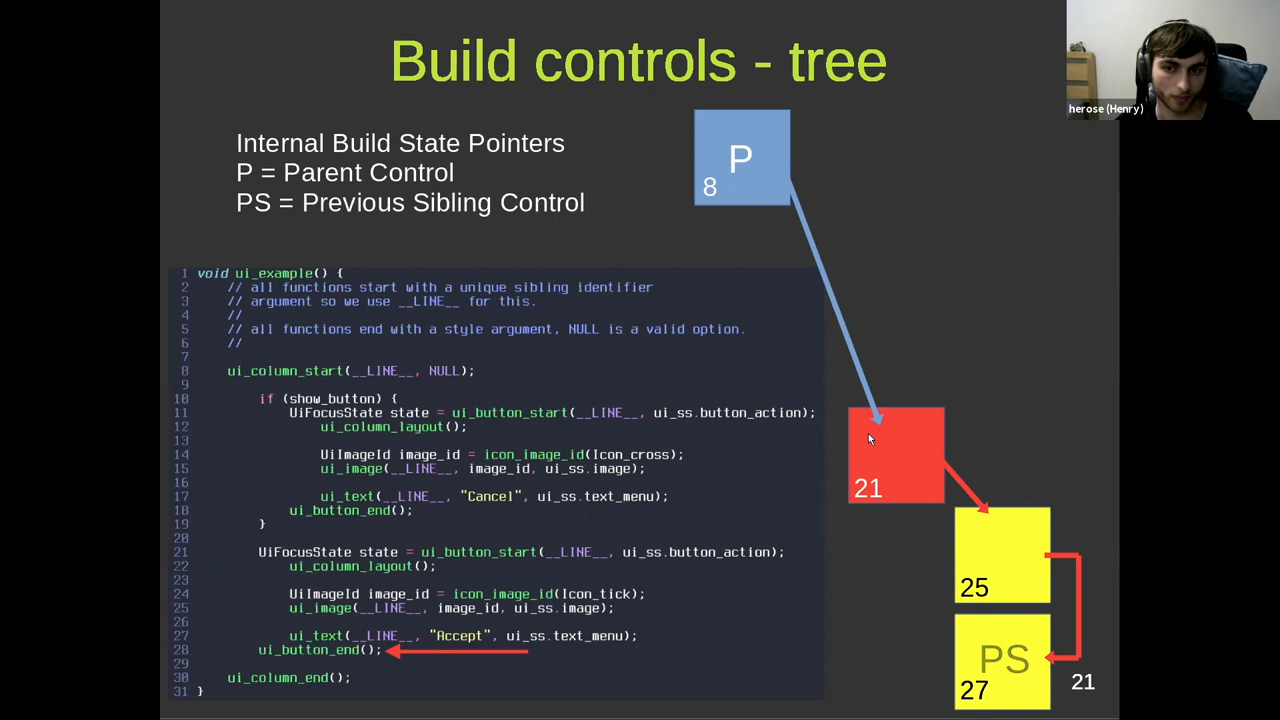 Build controls - tree
herose (Henry)
Internal Build State Pointers
P = Parent Control
PS = Previous Sibling Control
P
8
1 void ui_example() {
2 // all functions start with a unique sibling identifier
3 // argument so we use __LINE__ for this.
4 //
5 // all functions end with a style argument, NULL is a valid option.
6 //
7
8 ui_column_start(__LINE__, NULL);
9
10 if (show_button) {
11 UiFocusState state = ui_button_start(__LINE__, ui_ss.button_action);
12 ui_column_layout();
13
14 UiImageId image_id = icon_image_id(Icon_cross);
15 ui_image(__LINE__, image_id, ui_ss.image);
16
17 ui_text(__LINE__, "Cancel", ui_ss.text_menu);
18 ui_button_end();
19 }
20
21 UiFocusState state = ui_button_start(__LINE__, ui_ss.button_action);
22 ui_column_layout();
23
24 UiImageId image_id = icon_image_id(Icon_tick);
25 ui_image(__LINE__, image_id, ui_ss.image);
26
27 ui_text(__LINE__, "Accept", ui_ss.text_menu);
28 ui_button_end();
29
30 ui_column_end();
31 }
21
25
PS
27
21